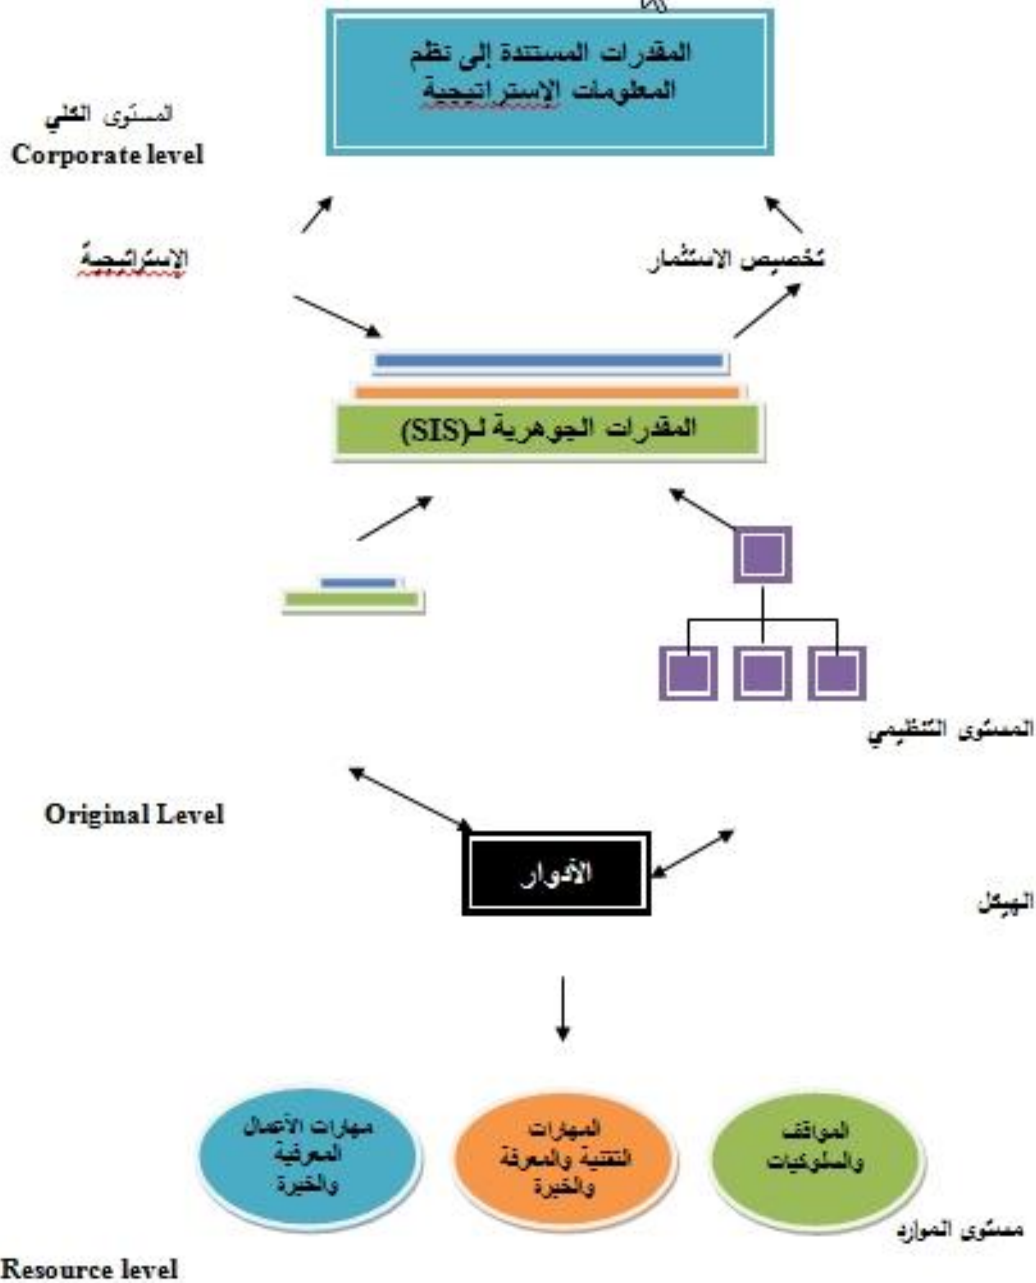 المقدرات المستندة إلى نظم
المعلومات الإستراتيجية
المستوى الكلي
Corporate level
الإستراتيجية
تخصيص الاستثمار
المقدرات الجوهرية لـ(SIS)
المستوى التنظيمي
Original Level
الأدوار
الهيكل
مهارات الأعمال
المعرفية
والخبرة
المهارات
التقنية والمعرفة
والخبرة
المواقف
والسلوكيات
مستوى الموارد
Resource level